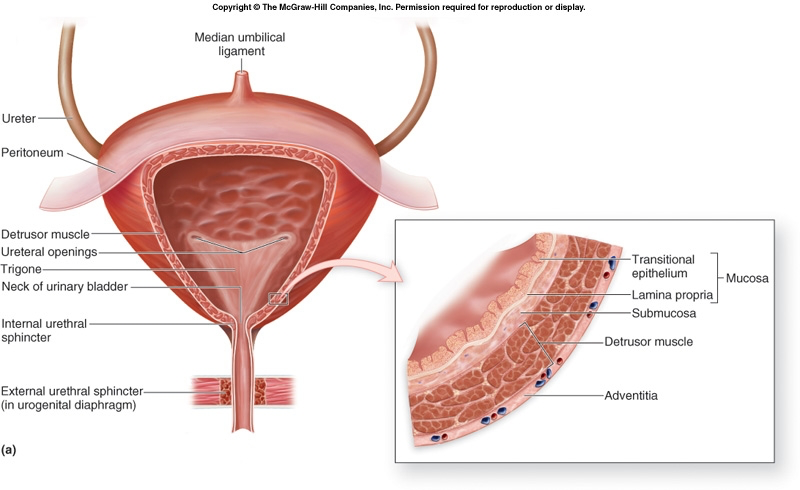 Copyright © The McGraw-Hill Companies, Inc. Permission required for reproduction or display.
Median umbilical
ligament
Ureter
Peritoneum
Detrusor muscle
Ureteral openings
Trigone
Neck of urinary bladder
Internal urethral
sphincter
External urethral sphincter
(in urogenital diaphragm)
(a)
Transitional
epithelium
Mucosa
Lamina propria
Submucosa
Detrusor muscle
Adventitia